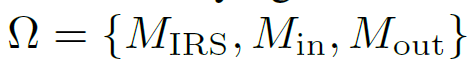 Ω = {M_IRS, M_in, M_out}